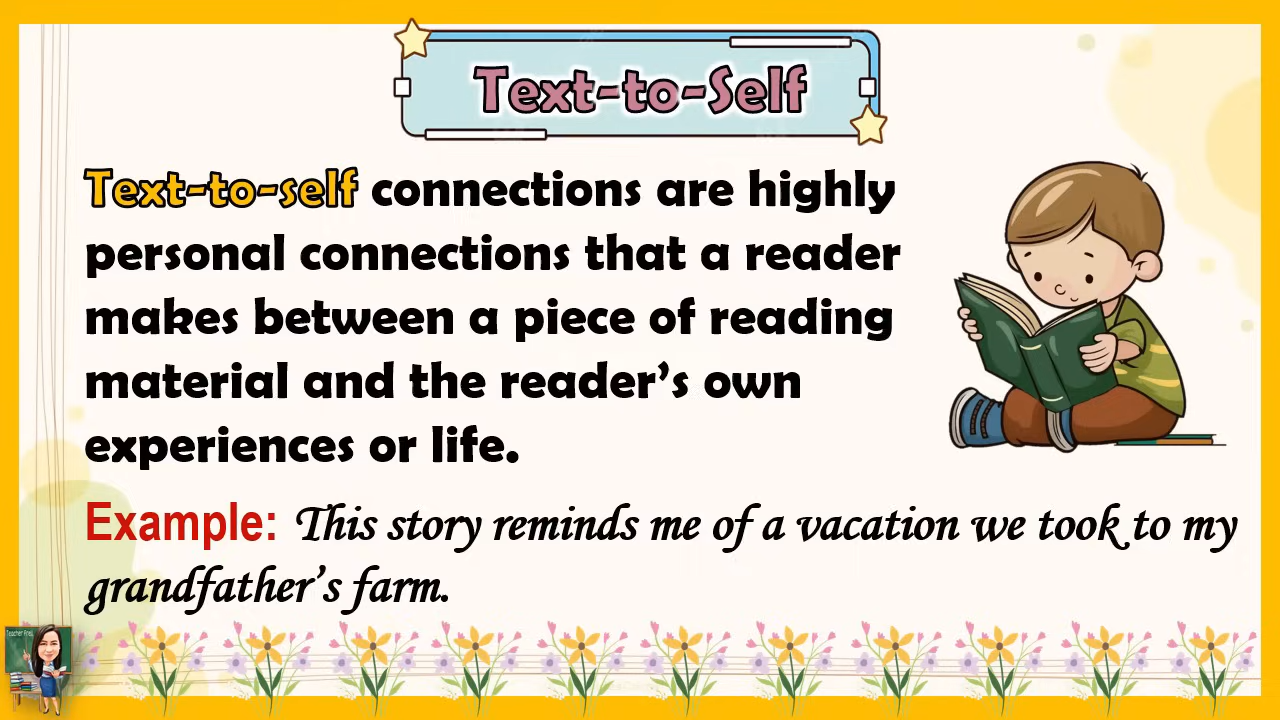 Text-to-Self
Text-to-self connections are highly
personal connections that a reader
makes between a piece of reading
material and the reader’s own
experiences or life.
Example: This story reminds me of a vacation we took to my
grandfather’s farm.